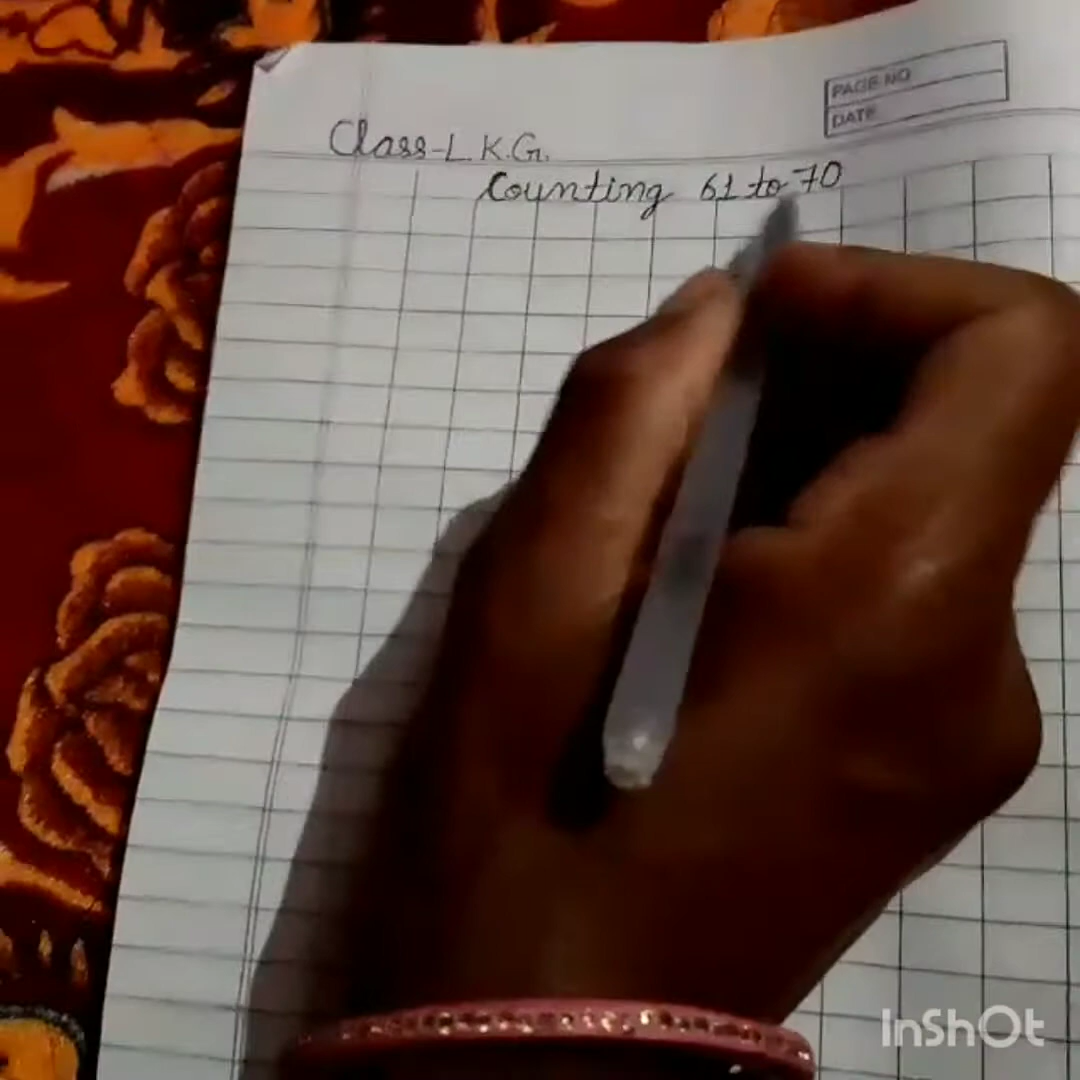 PAGE NO
DATE
Class-L.K.G.
Counting 61 to 70
InShOt